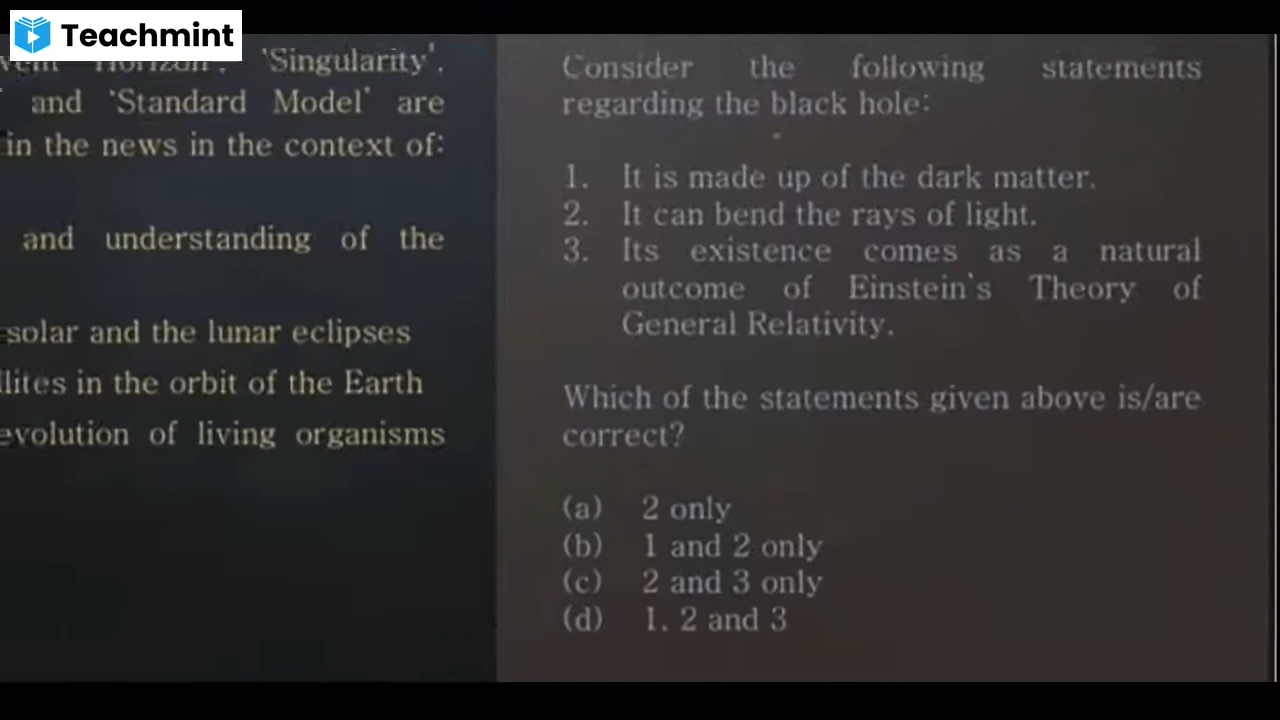 Teachmint
Horizon', 'Singularity',
and 'Standard Model' are
in the news in the context of:
and understanding of the
solar and the lunar eclipses
in the orbit of the Earth
evolution of living organisms
Consider the following statements
regarding the black hole:
1. It is made up of the dark matter.
2. It can bend the rays of light.
3. Its existence comes as a natural
outcome of Einstein's Theory of
General Relativity.
Which of the statements given above is/are
correct?
(a) 2 only
(b) 1 and 2 only
(c) 2 and 3 only
(d) 1, 2 and 3